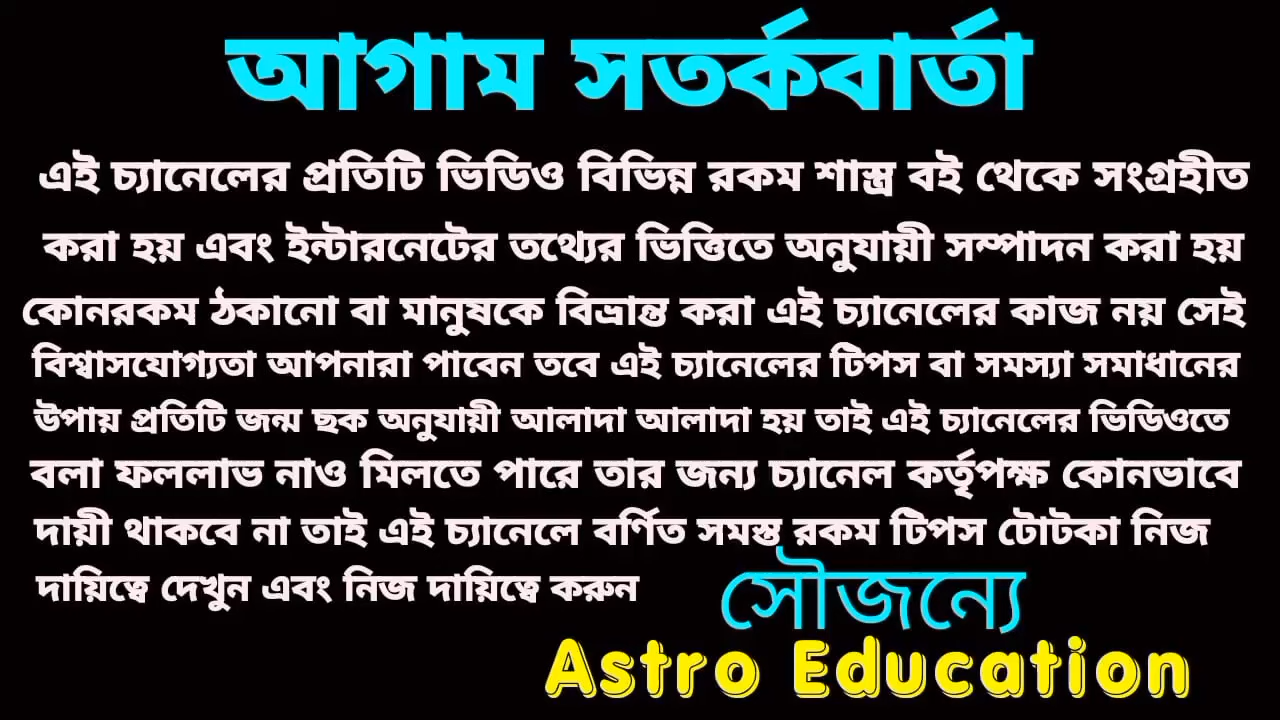 আগাম সতর্কবার্তা
এই চ্যানেলের প্রতিটি ভিডিও বিভিন্ন রকম শাস্ত্র বই থেকে সংগ্রহীত
করা হয় এবং ইন্টারনেটের তথ্যের ভিত্তিতে অনুযায়ী সম্পাদন করা হয়
কোনরকম ঠকানো বা মানুষকে বিভ্রান্ত করা এই চ্যানেলের কাজ নয় সেই
বিশ্বাসযোগ্যতা আপনারা পাবেন তবে এই চ্যানেলের টিপস বা সমস্যা সমাধানের
উপায় প্রতিটি জন্ম ছক অনুযায়ী আলাদা আলাদা হয় তাই এই চ্যানেলের ভিডিওতে
বলা ফললাভ নাও মিলতে পারে তার জন্য চ্যানেল কর্তৃপক্ষ কোনভাবে
দায়ী থাকবে না তাই এই চ্যানেলে বর্ণিত সমস্ত রকম টিপস টোটকা নিজ
দায়িত্বে দেখুন এবং নিজ দায়িত্বে করুন
সৌজন্যে
Astro Education